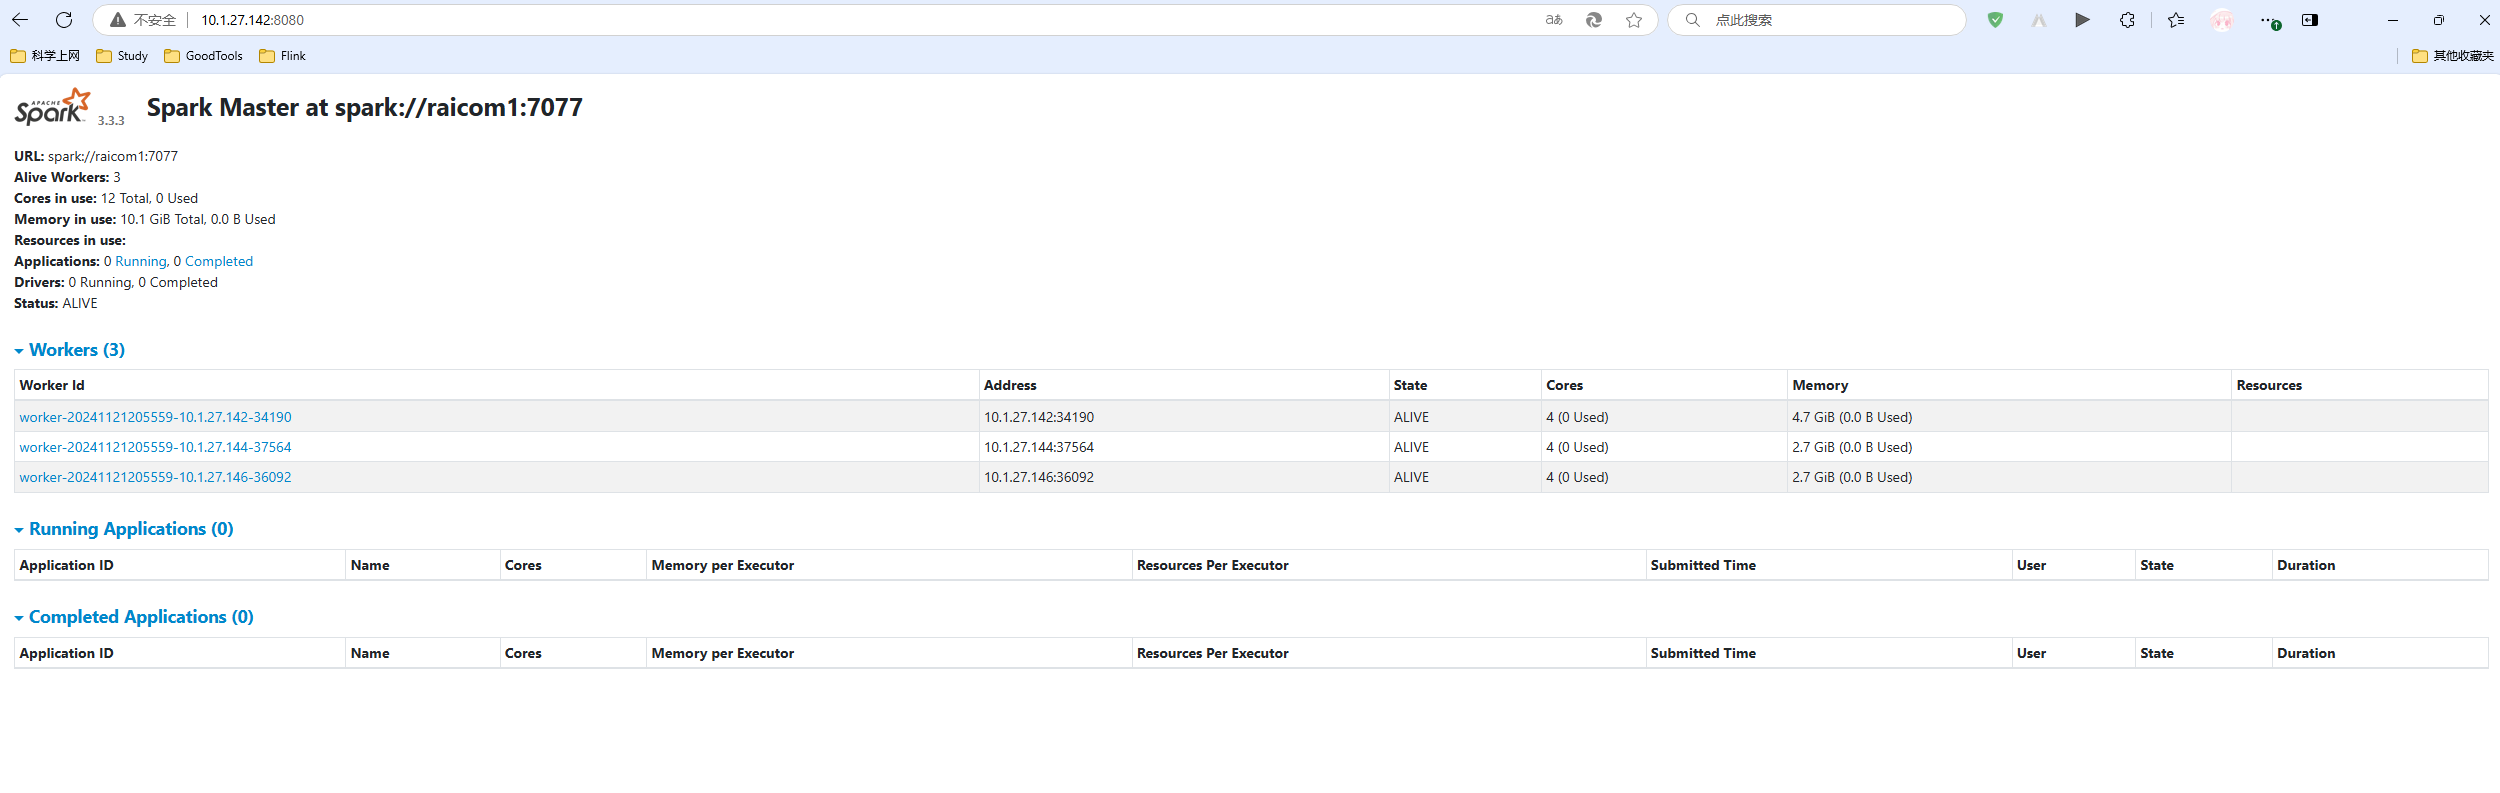 不安全 10.1.27.142:8080 aあ 点此搜索
科学上网 Study GoodTools Flink 其他收藏夹
APACHE Spark 3.3.3 Spark Master at spark://raicom1:7077
URL: spark://raicom1:7077
Alive Workers: 3
Cores in use: 12 Total, 0 Used
Memory in use: 10.1 GiB Total, 0.0 B Used
Resources in use:
Applications: 0 Running, 0 Completed
Drivers: 0 Running, 0 Completed
Status: ALIVE
Workers (3)
Worker Id Address State Cores Memory Resources
worker-20241121205559-10.1.27.142-34190 10.1.27.142:34190 ALIVE 4 (0 Used) 4.7 GiB (0.0 B Used)
worker-20241121205559-10.1.27.144-37564 10.1.27.144:37564 ALIVE 4 (0 Used) 2.7 GiB (0.0 B Used)
worker-20241121205559-10.1.27.146-36092 10.1.27.146:36092 ALIVE 4 (0 Used) 2.7 GiB (0.0 B Used)
Running Applications (0)
Application ID Name Cores Memory per Executor Resources Per Executor Submitted Time User State Duration
Completed Applications (0)
Application ID Name Cores Memory per Executor Resources Per Executor Submitted Time User State Duration